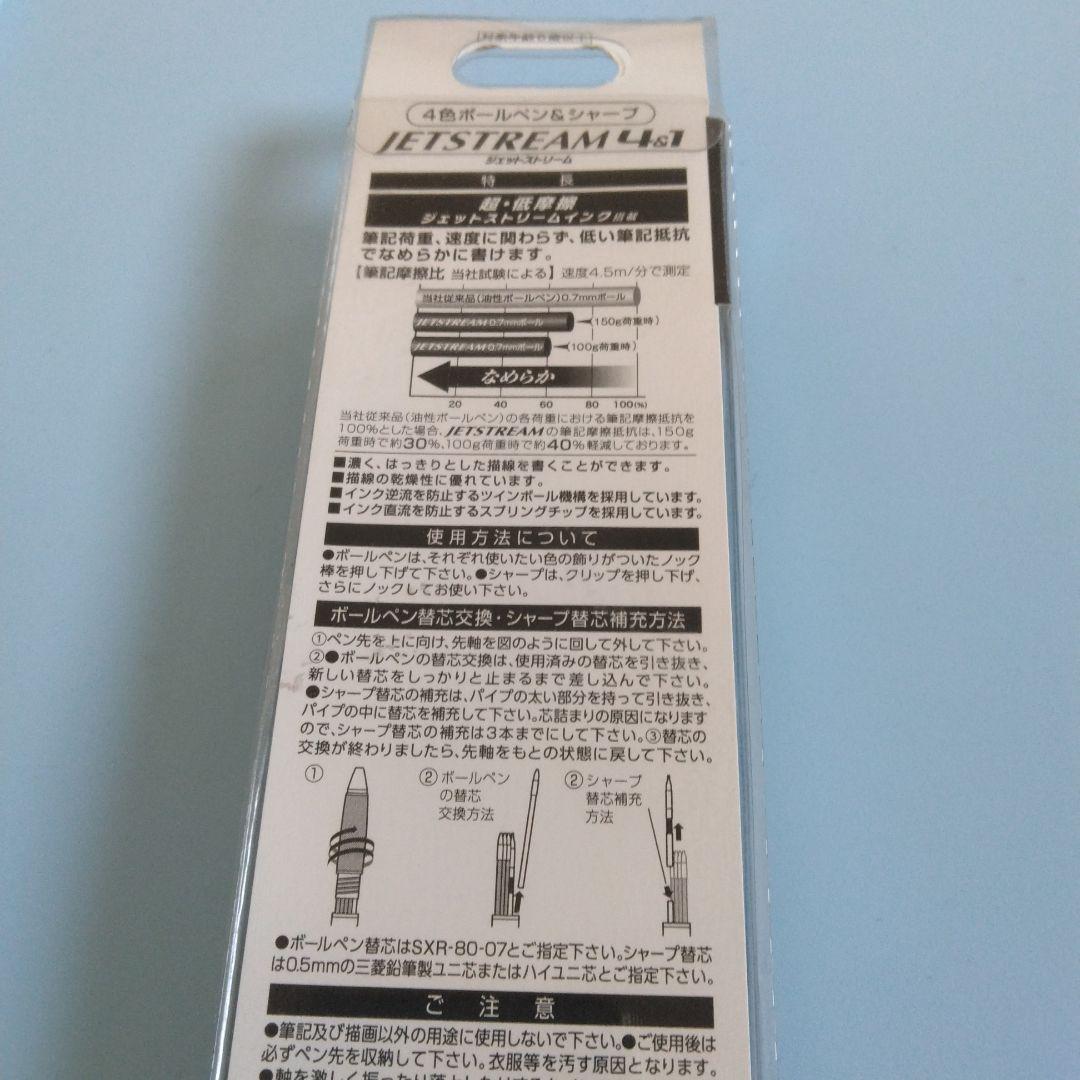 4色ボールペン&シャープ
JETSTREAM 4&1
ジェットストリーム
特長
超・低摩擦
ジェットストリームインク搭載
筆記荷重、速度に関わらず、低い筆記抵抗
でなめらかに書けます。
【筆記摩擦比 当社試験による】速度4.5m/分で測定
当社従来品(油性ボールペン)0.7mmボール
JETSTREAM 0.7mmボール (150g荷重時)
JETSTREAM 0.7mmボール (100g荷重時)
なめらか
20 40 60 80 100(%)
当社従来品(油性ボールペン)の各荷重における筆記摩擦抵抗を
100%とした場合、JETSTREAMの筆記摩擦抵抗は、150g
荷重時で約30%、100g荷重時で約40%軽減しております。
■濃く、はっきりとした描線を書くことができます。
■描線の乾燥性に優れています。
■インク逆流を防止するツインボール機構を採用しています。
■インク直流を防止するスプリングチップを採用しています。
使用方法について
●ボールペンは、それぞれ使いたい色の飾りがついたノック
棒を押し下げて下さい。●シャープは、クリップを押し下げ、
さらにノックしてお使い下さい。
ボールペン替芯交換・シャープ替芯補充方法
①ペン先を上に向け、先軸を図のように回して外して下さい。
②●ボールペンの替芯交換は、使用済みの替芯を引き抜き、
新しい替芯をしっかりと止まるまで差し込んで下さい。
●シャープ替芯の補充は、パイプの太い部分を持って引き抜き、
パイプの中に替芯を補充して下さい。芯詰まりの原因になります
ので、シャープ替芯の補充は3本までにして下さい。③替芯の
交換が終わりましたら、先軸をもとの状態に戻して下さい。
①
②ボールペン
の替芯
交換方法
②シャープ
替芯補充
方法
●ボールペン替芯はSXR-80-07とご指定下さい。シャープ替芯
は0.5mmの三菱鉛筆製ユニ芯またはハイユニ芯とご指定下さい。
ご注意
●筆記及び描画以外の用途に使用しないで下さい。●ご使用後は
必ずペン先を収納して下さい。衣服等を汚す原因となります。